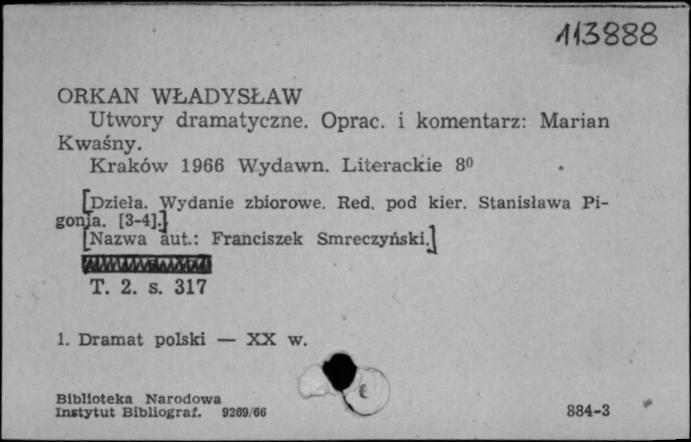 113888
ORKAN WŁADYSŁAW
Utwory dramatyczne. Oprac. i komentarz: Marian
Kwaśny.
Kraków 1966 Wydawn. Literackie 8⁰
[Dzieła. Wydanie zbiorowe. Red. pod kier. Stanisława Pi-
gonia. [3-4].]
[Nazwa aut.: Franciszek Smreczyński.]
T. 2. s. 317
1. Dramat polski — XX w.
Biblioteka Narodowa
Instytut Bibliograf. 9269/66
884-3